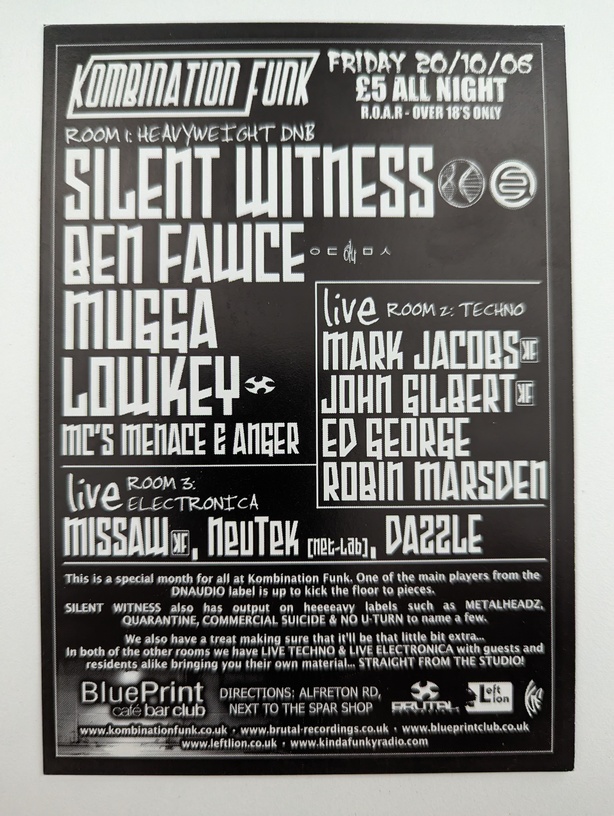 KOMBINATION FUNK
FRIDAY 20/10/06
£5 ALL NIGHT
R.O.A.R - OVER 18'S ONLY
ROOM 1: HEAVYWEIGHT DNB
SILENT WITNESS
BEN FAWCE
MUGGA
LOWKEY
MC'S MENACE & ANGER
live ROOM 2: TECHNO
MARK JACOBS KF
JOHN GILBERT KF
ED GEORGE
ROBIN MARSDEN
live ROOM 3:
ELECTRONICA
MISSAW KF, NEUTEK [NET-LAB], DAZZLE
This is a special month for all at Kombination Funk. One of the main players from the
DNAUDIO label is up to kick the floor to pieces.
SILENT WITNESS also has output on heeeeavy labels such as METALHEADZ,
QUARANTINE, COMMERCIAL SUICIDE & NO U-TURN to name a few.
We also have a treat making sure that it'll be that little bit extra...
In both of the other rooms we have LIVE TECHNO & LIVE ELECTRONICA with guests and
residents alike bringing you their own material... STRAIGHT FROM THE STUDIO!
BluePrint
café bar club
DIRECTIONS: ALFRETON RD,
NEXT TO THE SPAR SHOP
BRUTAL
Left
lion
www.kombinationfunk.co.uk · www.brutal-recordings.co.uk · www.blueprintclub.co.uk
www.leftlion.co.uk · www.kindafunkyradio.com